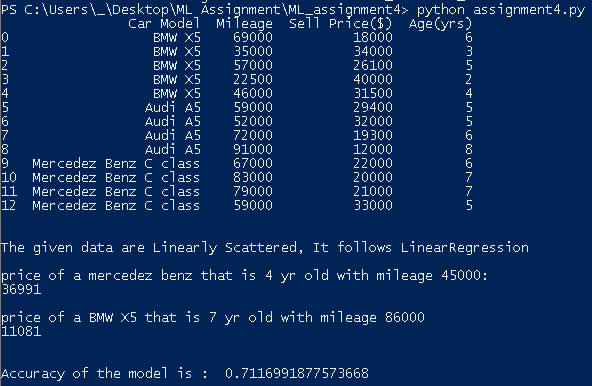 PS C:\Users\_\Desktop\ML Assignment\ML_assignment4> python assignment4.py
Car Model Mileage Sell Price($) Age(yrs)
0 BMW X5 69000 18000 6
1 BMW X5 35000 34000 3
2 BMW X5 57000 26100 5
3 BMW X5 22500 40000 2
4 BMW X5 46000 31500 4
5 Audi A5 59000 29400 5
6 Audi A5 52000 32000 5
7 Audi A5 72000 19300 6
8 Audi A5 91000 12000 8
9 Mercedez Benz C class 67000 22000 6
10 Mercedez Benz C class 83000 20000 7
11 Mercedez Benz C class 79000 21000 7
12 Mercedez Benz C class 59000 33000 5
The given data are Linearly Scattered, It follows LinearRegression
price of a mercedez benz that is 4 yr old with mileage 45000:
36991
price of a BMW X5 that is 7 yr old with mileage 86000
11081
Accuracy of the model is : 0.7116991877573668